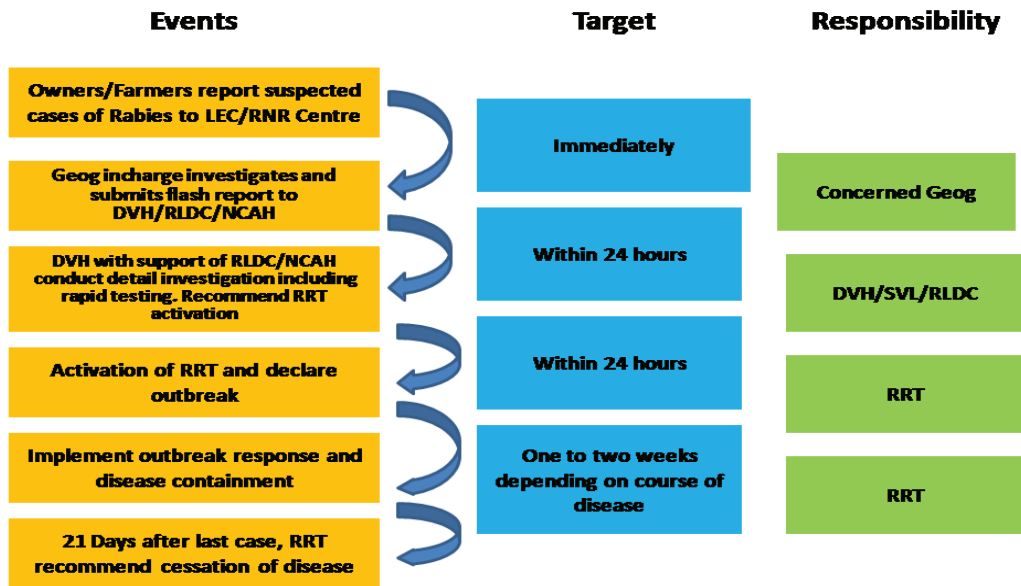 Events
Target
Responsibility
Owners/Farmers report suspected
cases of Rabies to LEC/RNR Centre
Geog incharge investigates and
submits flash report to
DVH/RLDC/NCAH
DVH with support of RLDC/NCAH
conduct detail investigation including
rapid testing. Recommend RRT
activation
Activation of RRT and declare
outbreak
Implement outbreak response and
disease containment
21 Days after last case, RRT
recommend cessation of disease
Immediately
Within 24 hours
Within 24 hours
One to two weeks
depending on course of
disease
Concerned Geog
DVH/SVL/RLDC
RRT
RRT